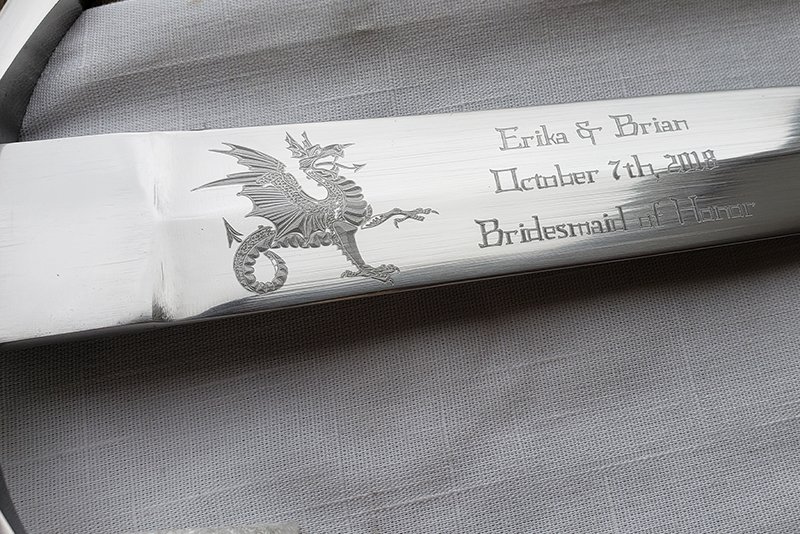 Erika & Brian
October 7th, 2018
Bridesmaid of Honor